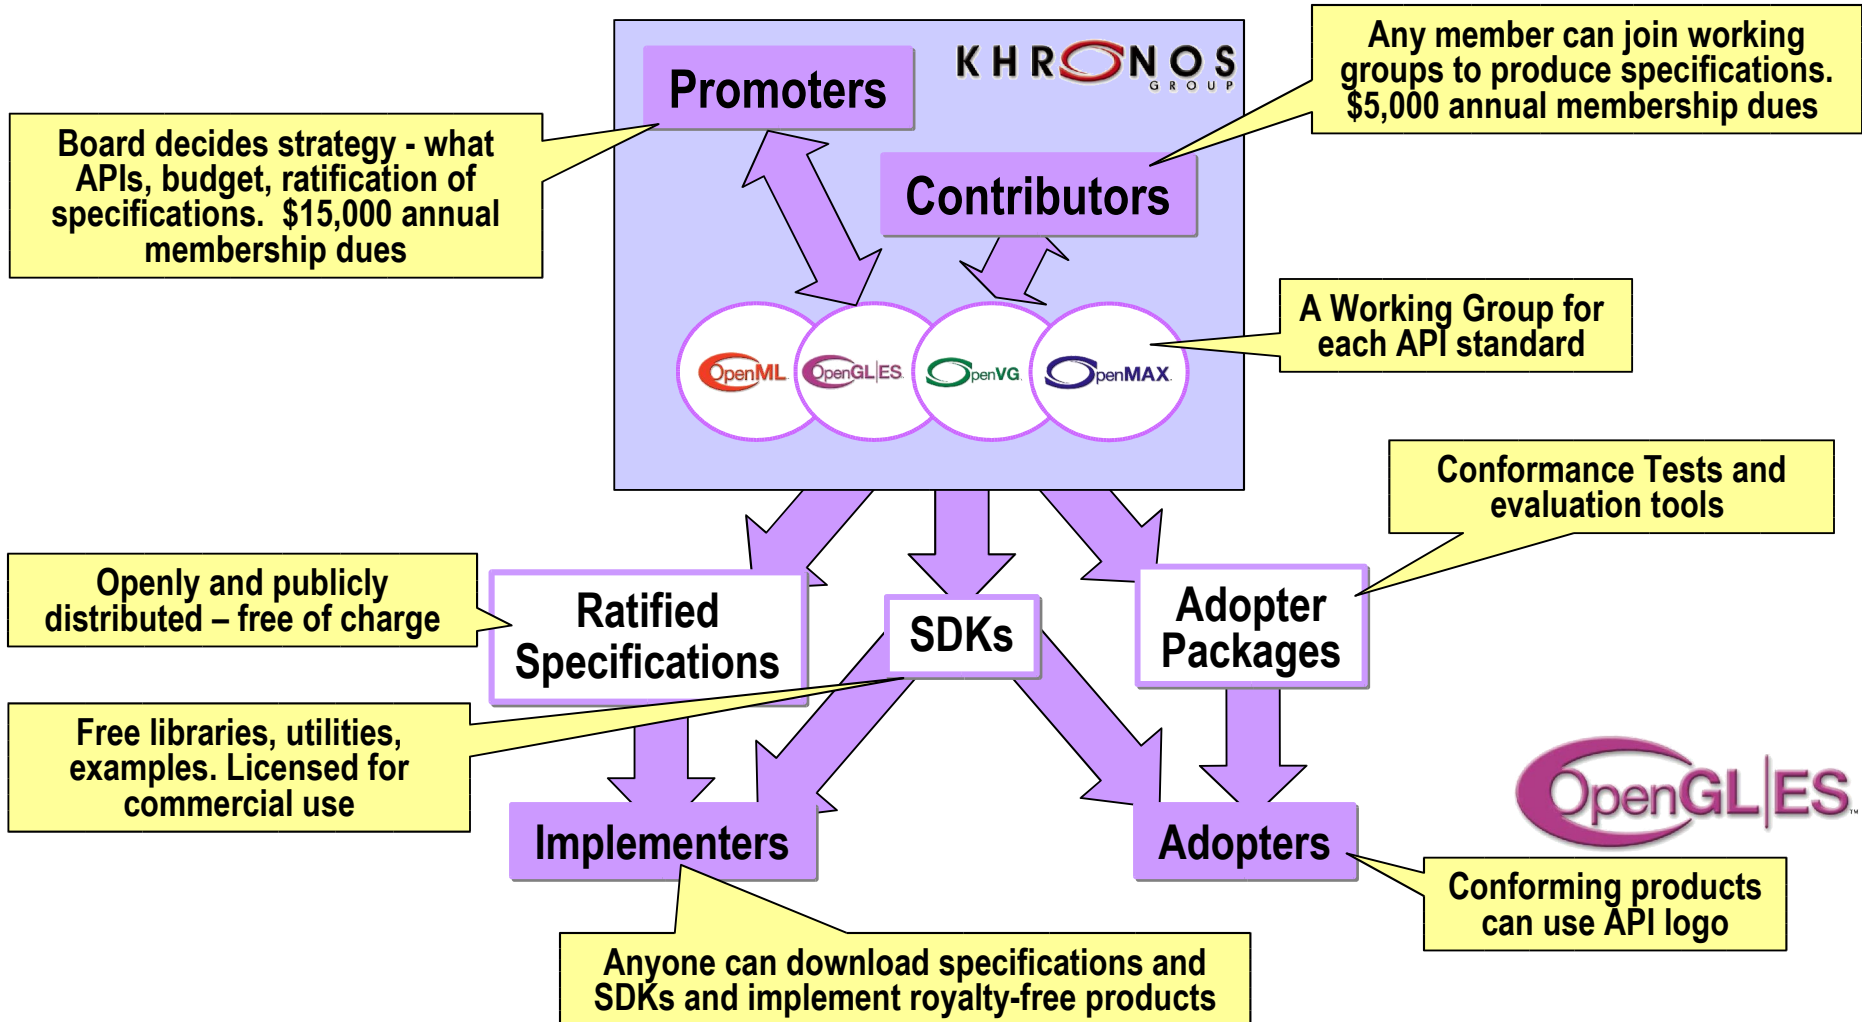 KHRONOS
GROUP
Promoters
Any member can join working
groups to produce specifications.
$5,000 annual membership dues
Board decides strategy - what
APIs, budget, ratification of
specifications.  $15,000 annual
membership dues
Contributors
A Working Group for
each API standard
OpenML
OpenGL|ES
OpenVG
OpenMAX
Conformance Tests and
evaluation tools
Openly and publicly
distributed – free of charge
Ratified
Specifications
SDKs
Adopter
Packages
Free libraries, utilities,
examples. Licensed for
commercial use
OpenGL|ES™
Implementers
Adopters
Conforming products
can use API logo
Anyone can download specifications and
SDKs and implement royalty-free products